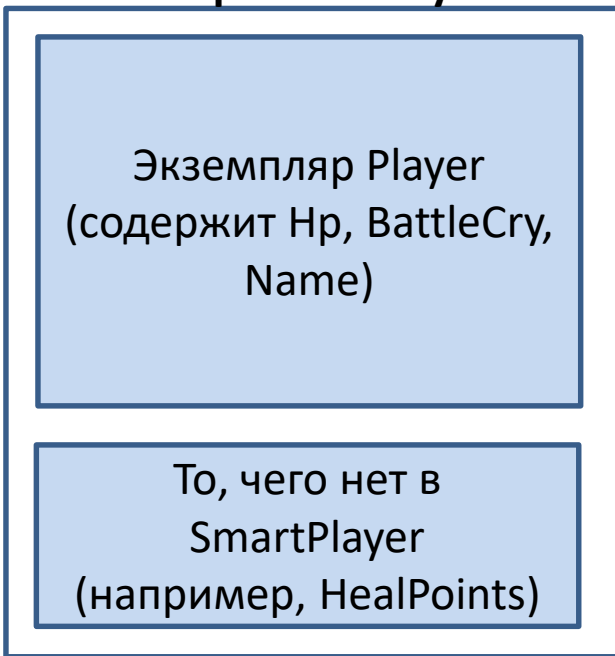 Экземпляр Player
(содержит Hp, BattleCry,
Name)
То, чего нет в
SmartPlayer
(например, HealPoints)